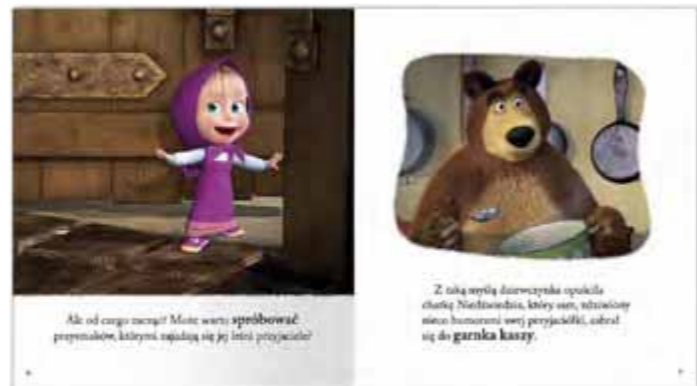 Ale od czego zacząć? Może warto spróbować
przysmaków, którymi zajadają się jej leśni przyjaciele?
Z taką myślą dziewczynka opuściła
chatkę Niedźwiedzia, który sam, zdziwiony
nieco humorami swej przyjaciółki, zabrał
się do garnka kaszy.